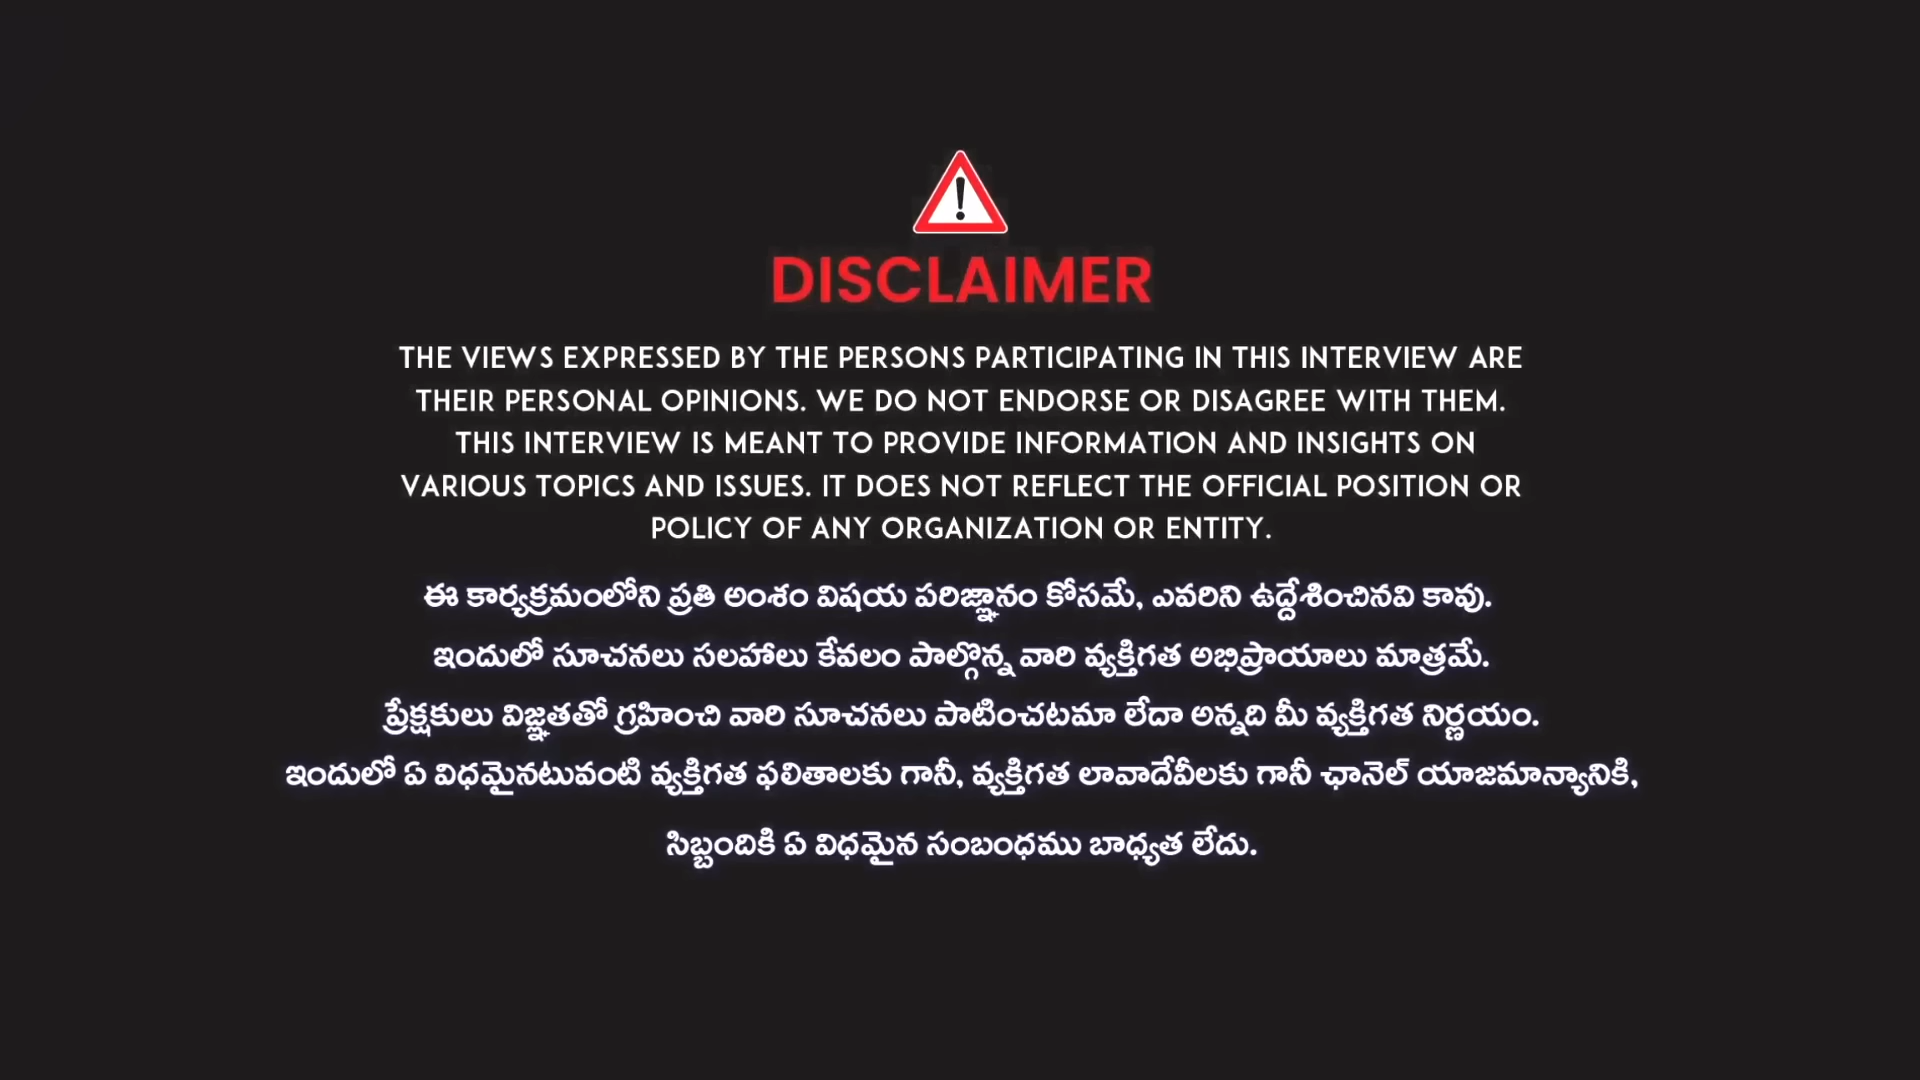 DISCLAIMER
THE VIEWS EXPRESSED BY THE PERSONS PARTICIPATING IN THIS INTERVIEW ARE
THEIR PERSONAL OPINIONS. WE DO NOT ENDORSE OR DISAGREE WITH THEM.
THIS INTERVIEW IS MEANT TO PROVIDE INFORMATION AND INSIGHTS ON
VARIOUS TOPICS AND ISSUES. IT DOES NOT REFLECT THE OFFICIAL POSITION OR
POLICY OF ANY ORGANIZATION OR ENTITY.
ఈ కార్యక్రమంలోని ప్రతి అంశం విషయ పరిజ్ఞానం కోసమే, ఎవరిని ఉద్దేశించినవి కావు.
ఇందులో సూచనలు సలహాలు కేవలం పాల్గొన్న వారి వ్యక్తిగత అభిప్రాయాలు మాత్రమే.
ప్రేక్షకులు విజ్ఞతతో గ్రహించి వారి సూచనలు పాటించటమా లేదా అన్నది మీ వ్యక్తిగత నిర్ణయం.
ఇందులో ఏ విధమైనటువంటి వ్యక్తిగత ఫలితాలకు గానీ, వ్యక్తిగత లావాదేవీలకు గానీ ఛానెల్ యాజమాన్యానికి,
సిబ్బందికి ఏ విధమైన సంబంధము బాధ్యత లేదు.